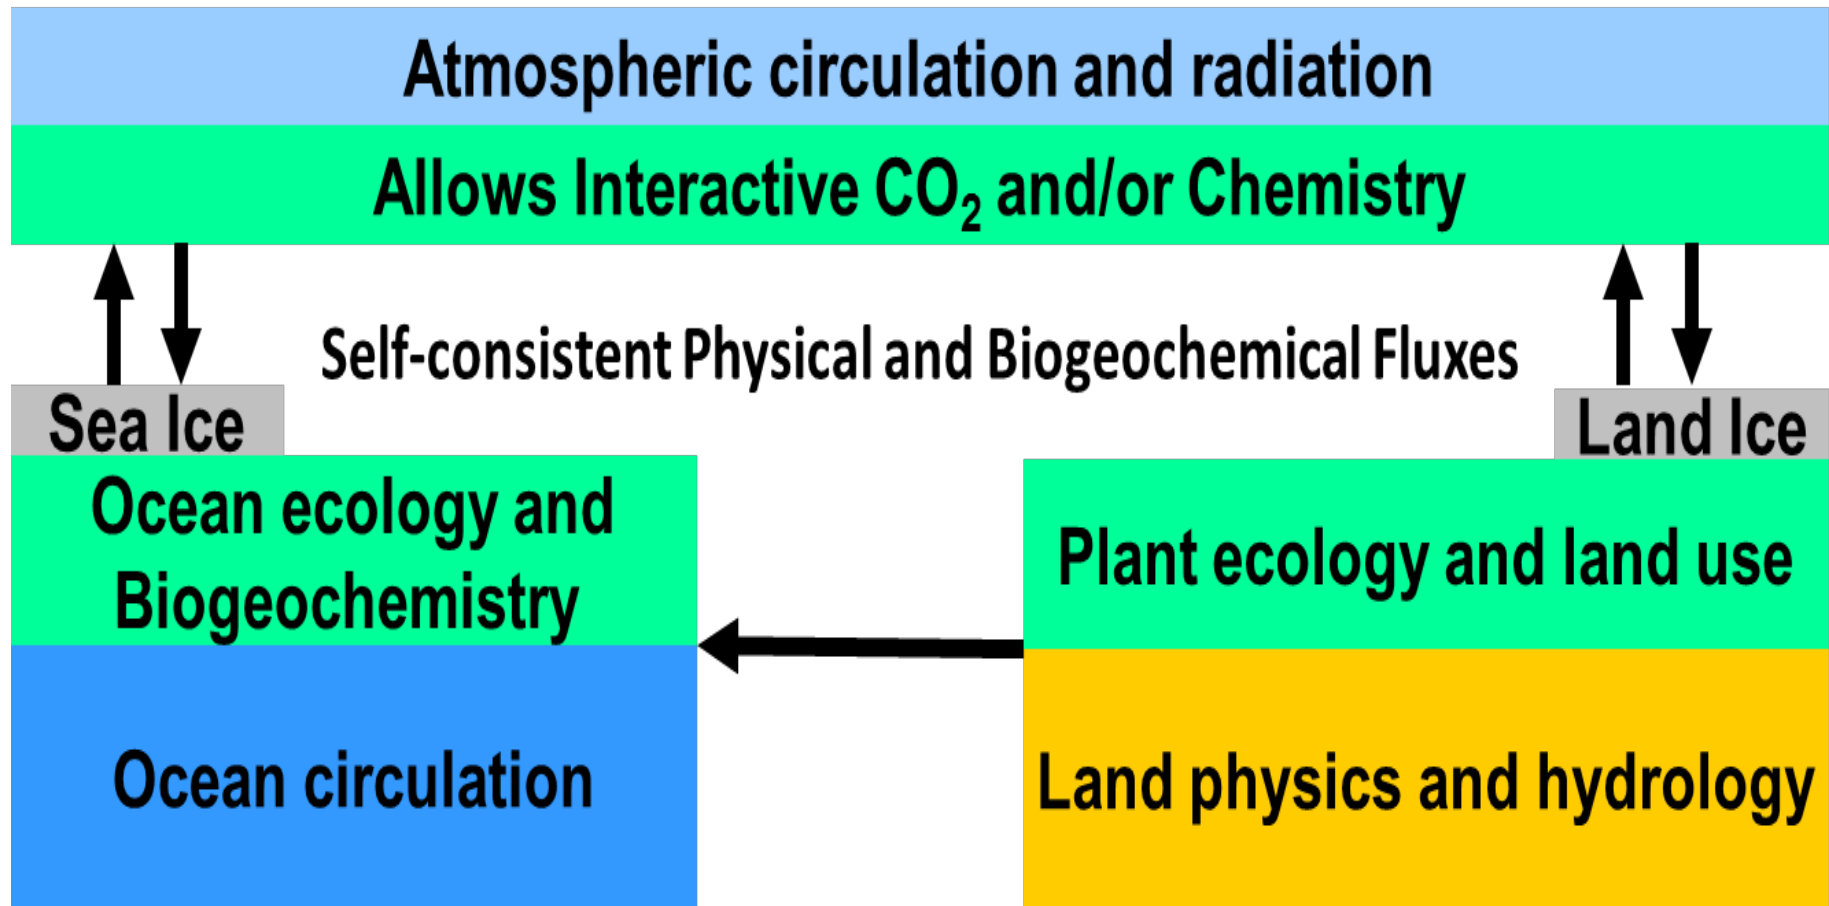 Atmospheric circulation and radiation
Allows Interactive CO₂ and/or Chemistry
Self-consistent Physical and Biogeochemical Fluxes
Sea Ice
Land Ice
Ocean ecology and
Biogeochemistry
Plant ecology and land use
Ocean circulation
Land physics and hydrology